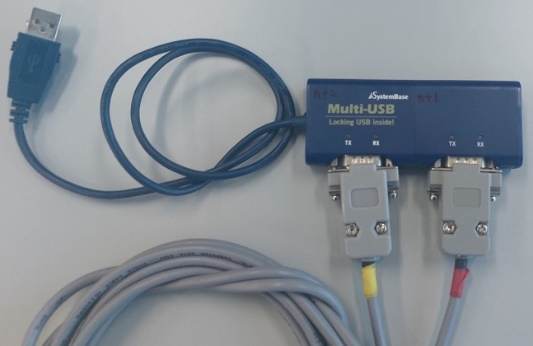 SystemBase
Multi-USB
Locking USB inside!
TX RX
TX RX